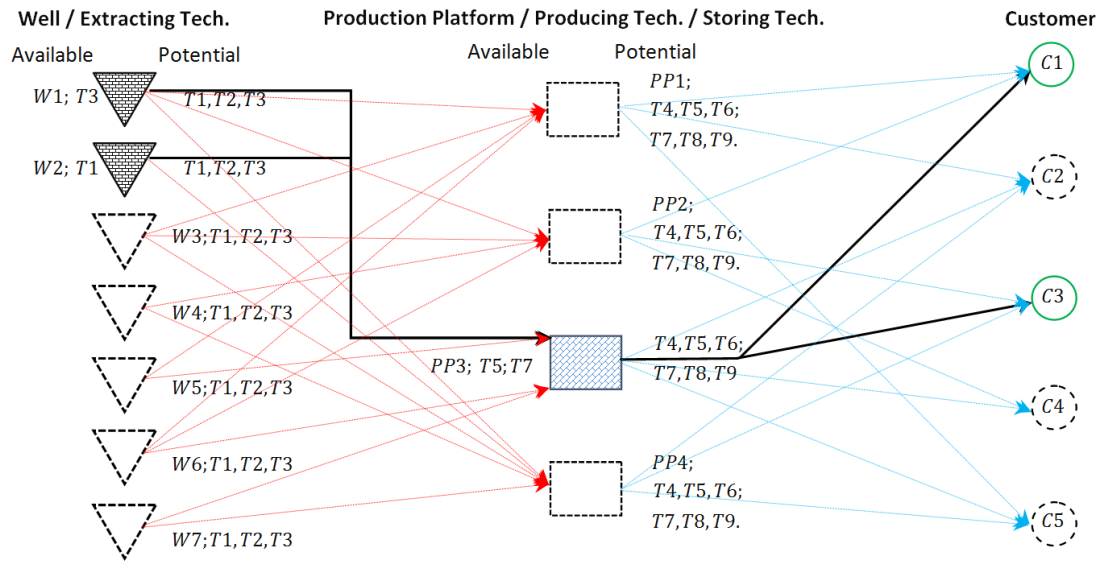 Well / Extracting Tech.
Production Platform / Producing Tech. / Storing Tech.
Customer
Available
Potential
Available
Potential
W1; T3
T1,T2,T3
W2; T1
T1,T2,T3
W3;T1,T2,T3
W4;T1,T2,T3
W5;T1,T2,T3
W6;T1,T2,T3
W7;T1,T2,T3
PP1;
T4,T5,T6;
T7,T8,T9.
PP2;
T4,T5,T6;
T7,T8,T9.
PP3; T5;T7
T4,T5,T6;
T7,T8,T9
PP4;
T4,T5,T6;
T7,T8,T9.
C1
C2
C3
C4
C5